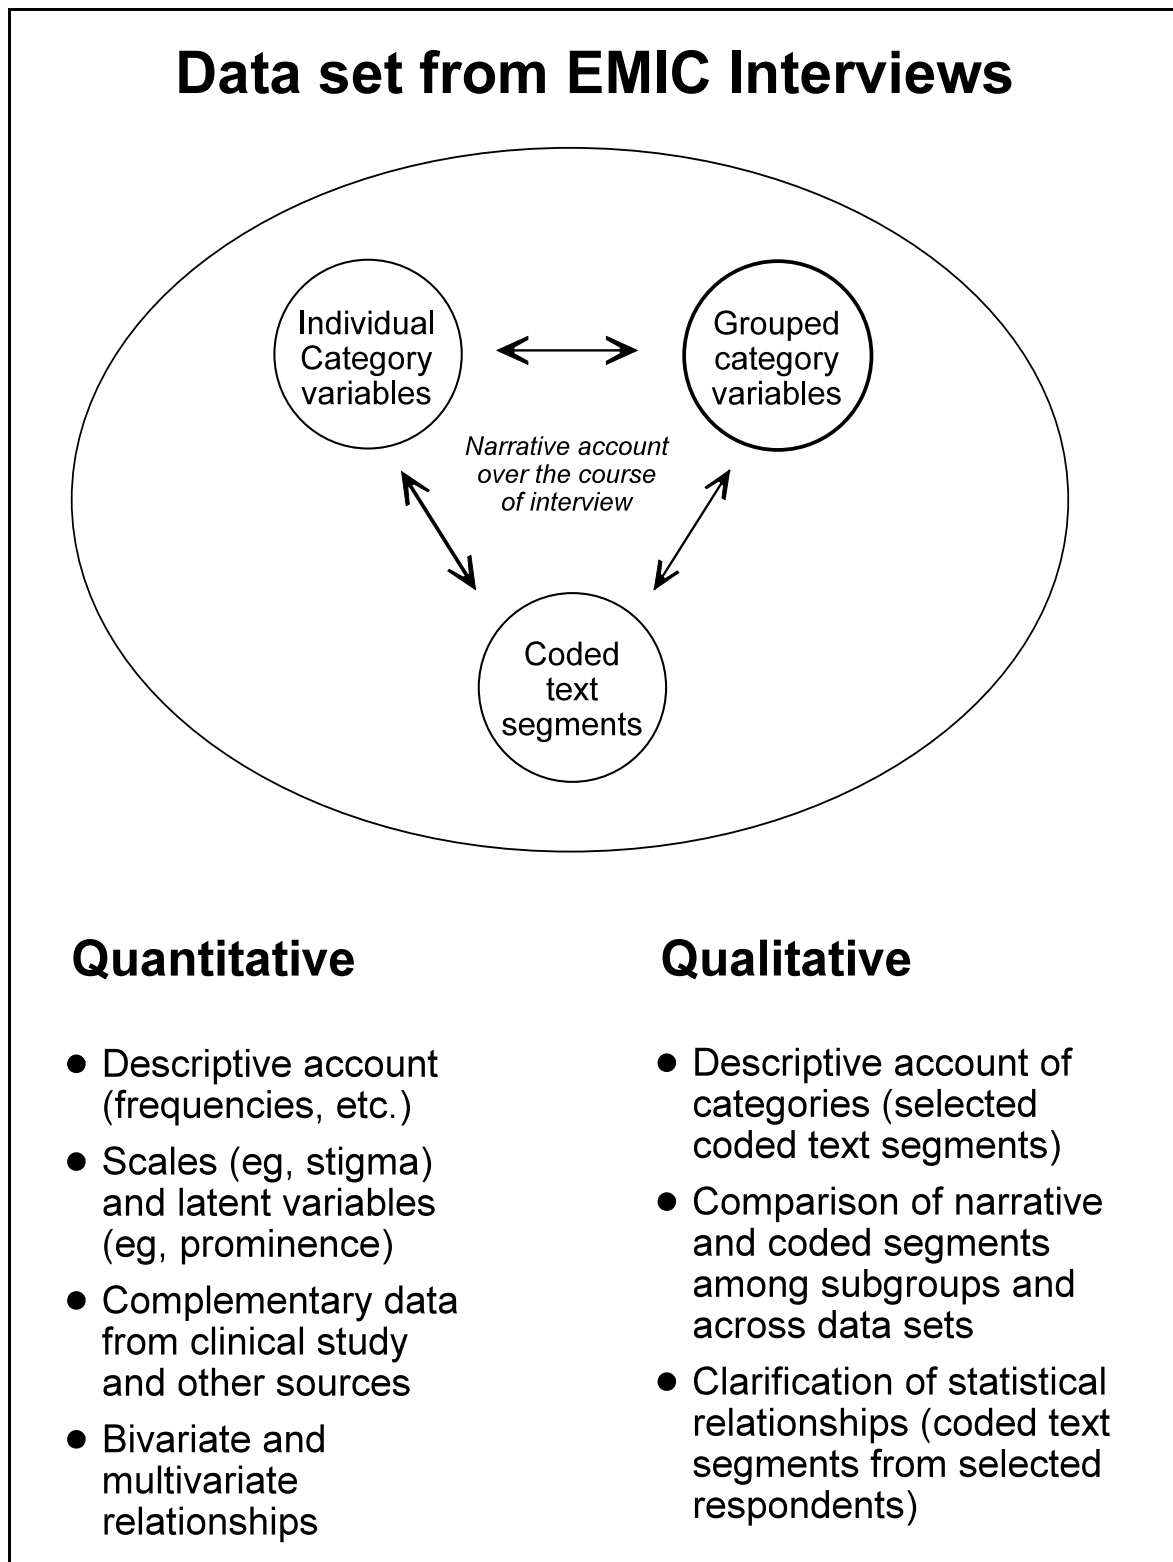 Data set from EMIC Interviews
Individual
Category
variables
Grouped
category
variables
Narrative account
over the course
of interview
Coded
text
segments
Quantitative
● Descriptive account
(frequencies, etc.)
● Scales (eg, stigma)
and latent variables
(eg, prominence)
● Complementary data
from clinical study
and other sources
● Bivariate and
multivariate
relationships
Qualitative
● Descriptive account of
categories (selected
coded text segments)
● Comparison of narrative
and coded segments
among subgroups and
across data sets
● Clarification of statistical
relationships (coded text
segments from selected
respondents)